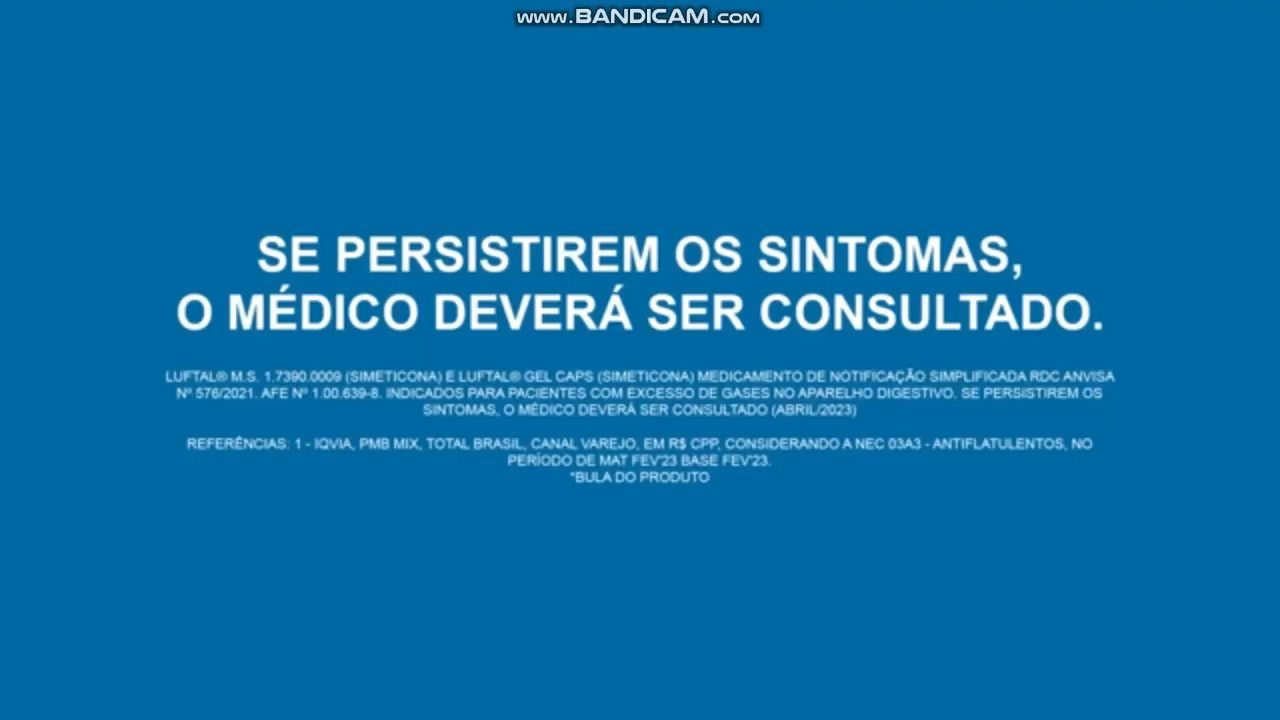 www.BANDICAM.com
SE PERSISTIREM OS SINTOMAS,
O MÉDICO DEVERÁ SER CONSULTADO.
LUFTAL® M.S. 1.7390.0009 (SIMETICONA) E LUFTAL® GEL CAPS (SIMETICONA) MEDICAMENTO DE NOTIFICAÇÃO SIMPLIFICADA RDC ANVISA
Nº 576/2021. AFE Nº 1.00.639-8. INDICADOS PARA PACIENTES COM EXCESSO DE GASES NO APARELHO DIGESTIVO. SE PERSISTIREM OS
SINTOMAS, O MÉDICO DEVERÁ SER CONSULTADO (ABRIL/2023)
REFERÊNCIAS: 1 - IQVIA, PMB MIX, TOTAL BRASIL, CANAL VAREJO, EM R$ CPP, CONSIDERANDO A NEC 03A3 - ANTIFLATULENTOS, NO
PERÍODO DE MAT FEV'23 BASE FEV'23.
*BULA DO PRODUTO